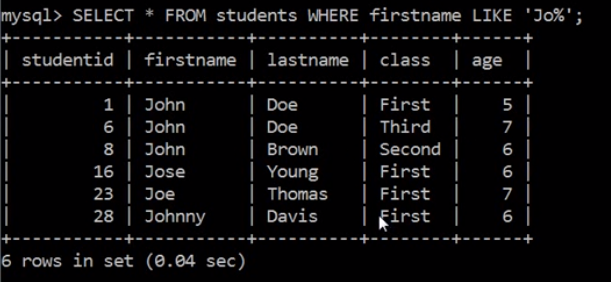 mysql> SELECT * FROM students WHERE firstname LIKE 'Jo%';
+-----------+-----------+----------+--------+------+
| studentid | firstname | lastname | class  | age  |
+-----------+-----------+----------+--------+------+
|         1 | John      | Doe      | First  |    5 |
|         6 | John      | Doe      | Third  |    7 |
|         8 | John      | Brown    | Second |    6 |
|        16 | Jose      | Young    | First  |    6 |
|        23 | Joe       | Thomas   | First  |    7 |
|        28 | Johnny    | Davis    | First  |    6 |
+-----------+-----------+----------+--------+------+
6 rows in set (0.04 sec)